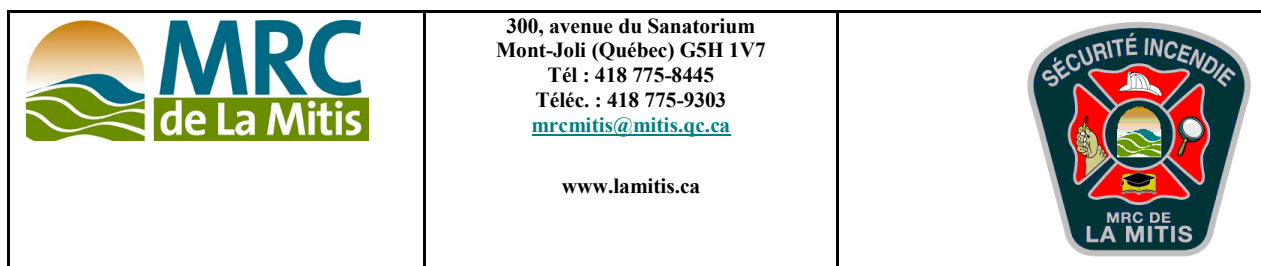 MRC
de La Mitis
300, avenue du Sanatorium
Mont-Joli (Québec) G5H 1V7
Tél : 418 775-8445
Téléc. : 418 775-9303
mrcmitis@mitis.qc.ca
www.lamitis.ca
SÉCURITÉ INCENDIE
MRC DE
LA MITIS